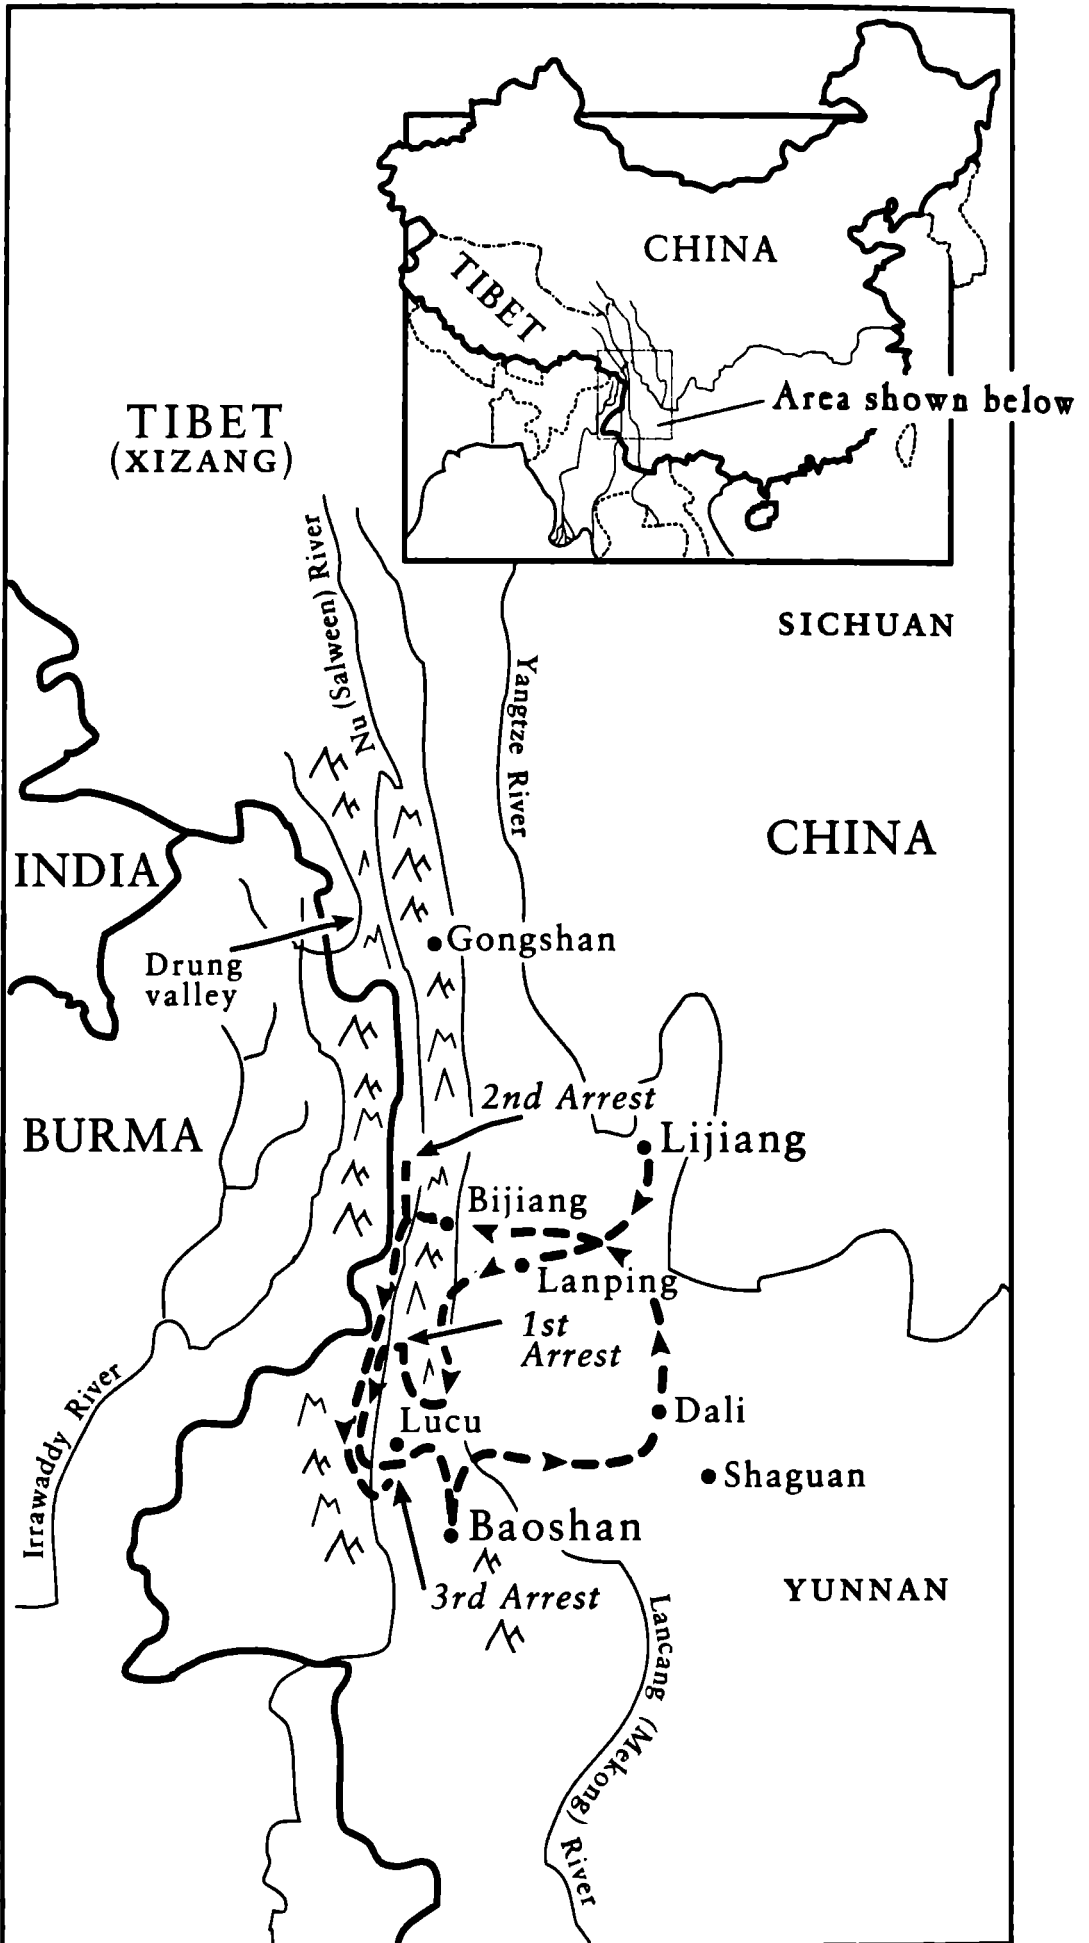 CHINA
TIBET
Area shown below
TIBET
(XIZANG)
Nu (Salween) River
SICHUAN
Yangtze River
CHINA
INDIA
Gongshan
Drung
valley
2nd Arrest
BURMA
Lijiang
Bijiang
Lanping
1st
Arrest
Irrawaddy River
Lucu
Dali
Shaguan
Baoshan
3rd Arrest
YUNNAN
Lancang (Mekong) River